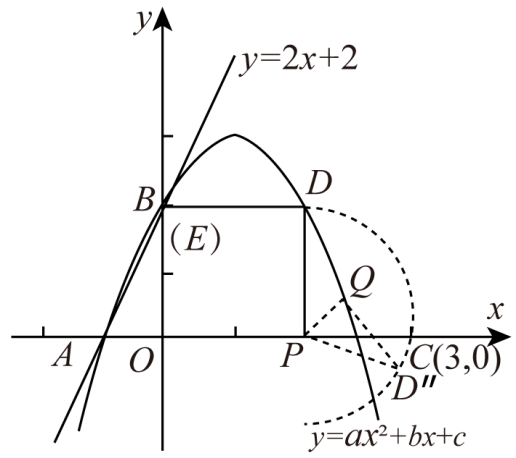 y
y=2x+2
B
D
(E)
Q
x
A
O
P
C(3,0)
D″
y=ax²+bx+c